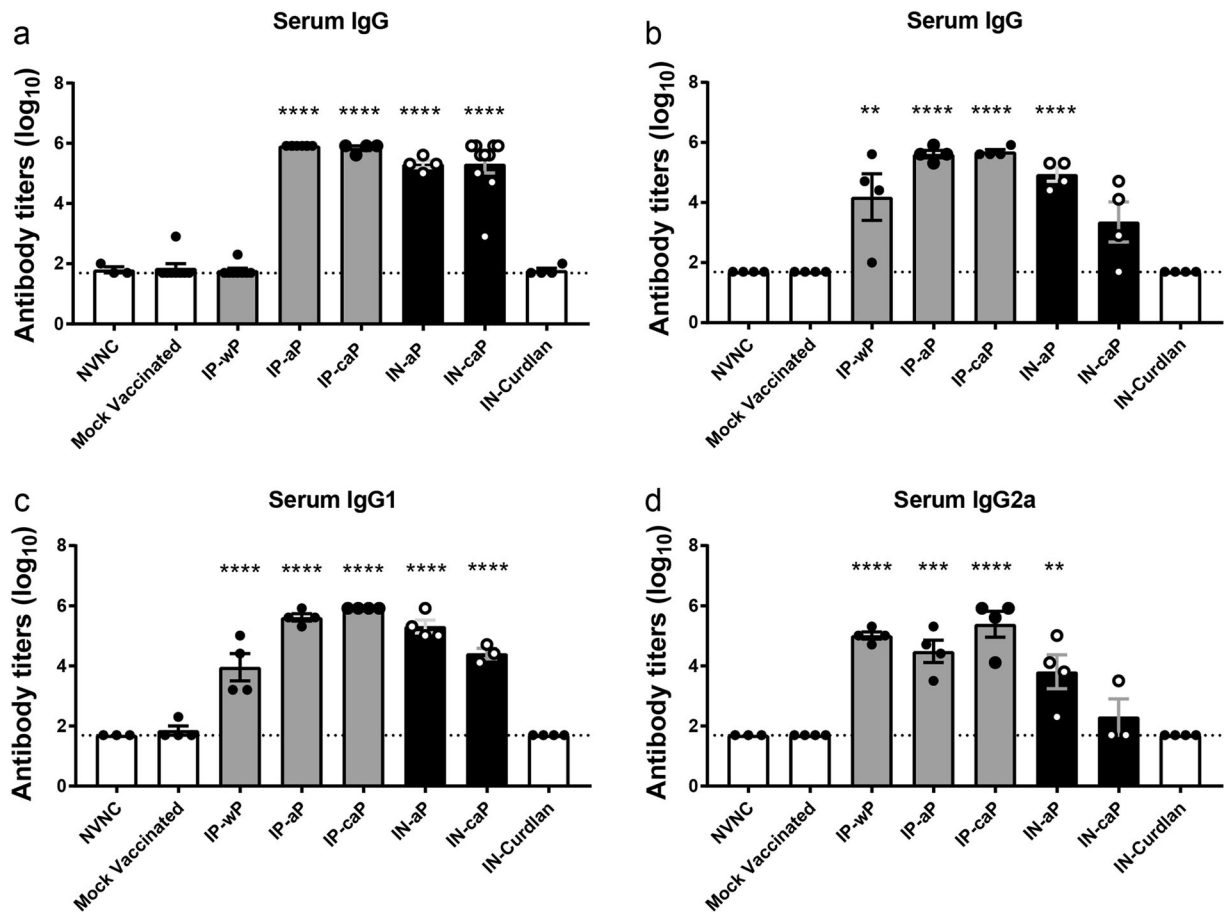 a
Serum IgG
Antibody titers (log10)
8
6
4
2
0
**** **** **** ****
NVNC
Mock Vaccinated
IP-wP
IP-aP
IP-caP
IN-aP
IN-caP
IN-Curdlan
b
Serum IgG
Antibody titers (log10)
8
6
4
2
0
** **** **** ****
NVNC
Mock Vaccinated
IP-wP
IP-aP
IP-caP
IN-aP
IN-caP
IN-Curdlan
c
Serum IgG1
Antibody titers (log10)
8
6
4
2
0
**** **** **** **** ****
NVNC
Mock Vaccinated
IP-wP
IP-aP
IP-caP
IN-aP
IN-caP
IN-Curdlan
d
Serum IgG2a
Antibody titers (log10)
8
6
4
2
0
**** *** **** **
NVNC
Mock Vaccinated
IP-wP
IP-aP
IP-caP
IN-aP
IN-caP
IN-Curdlan